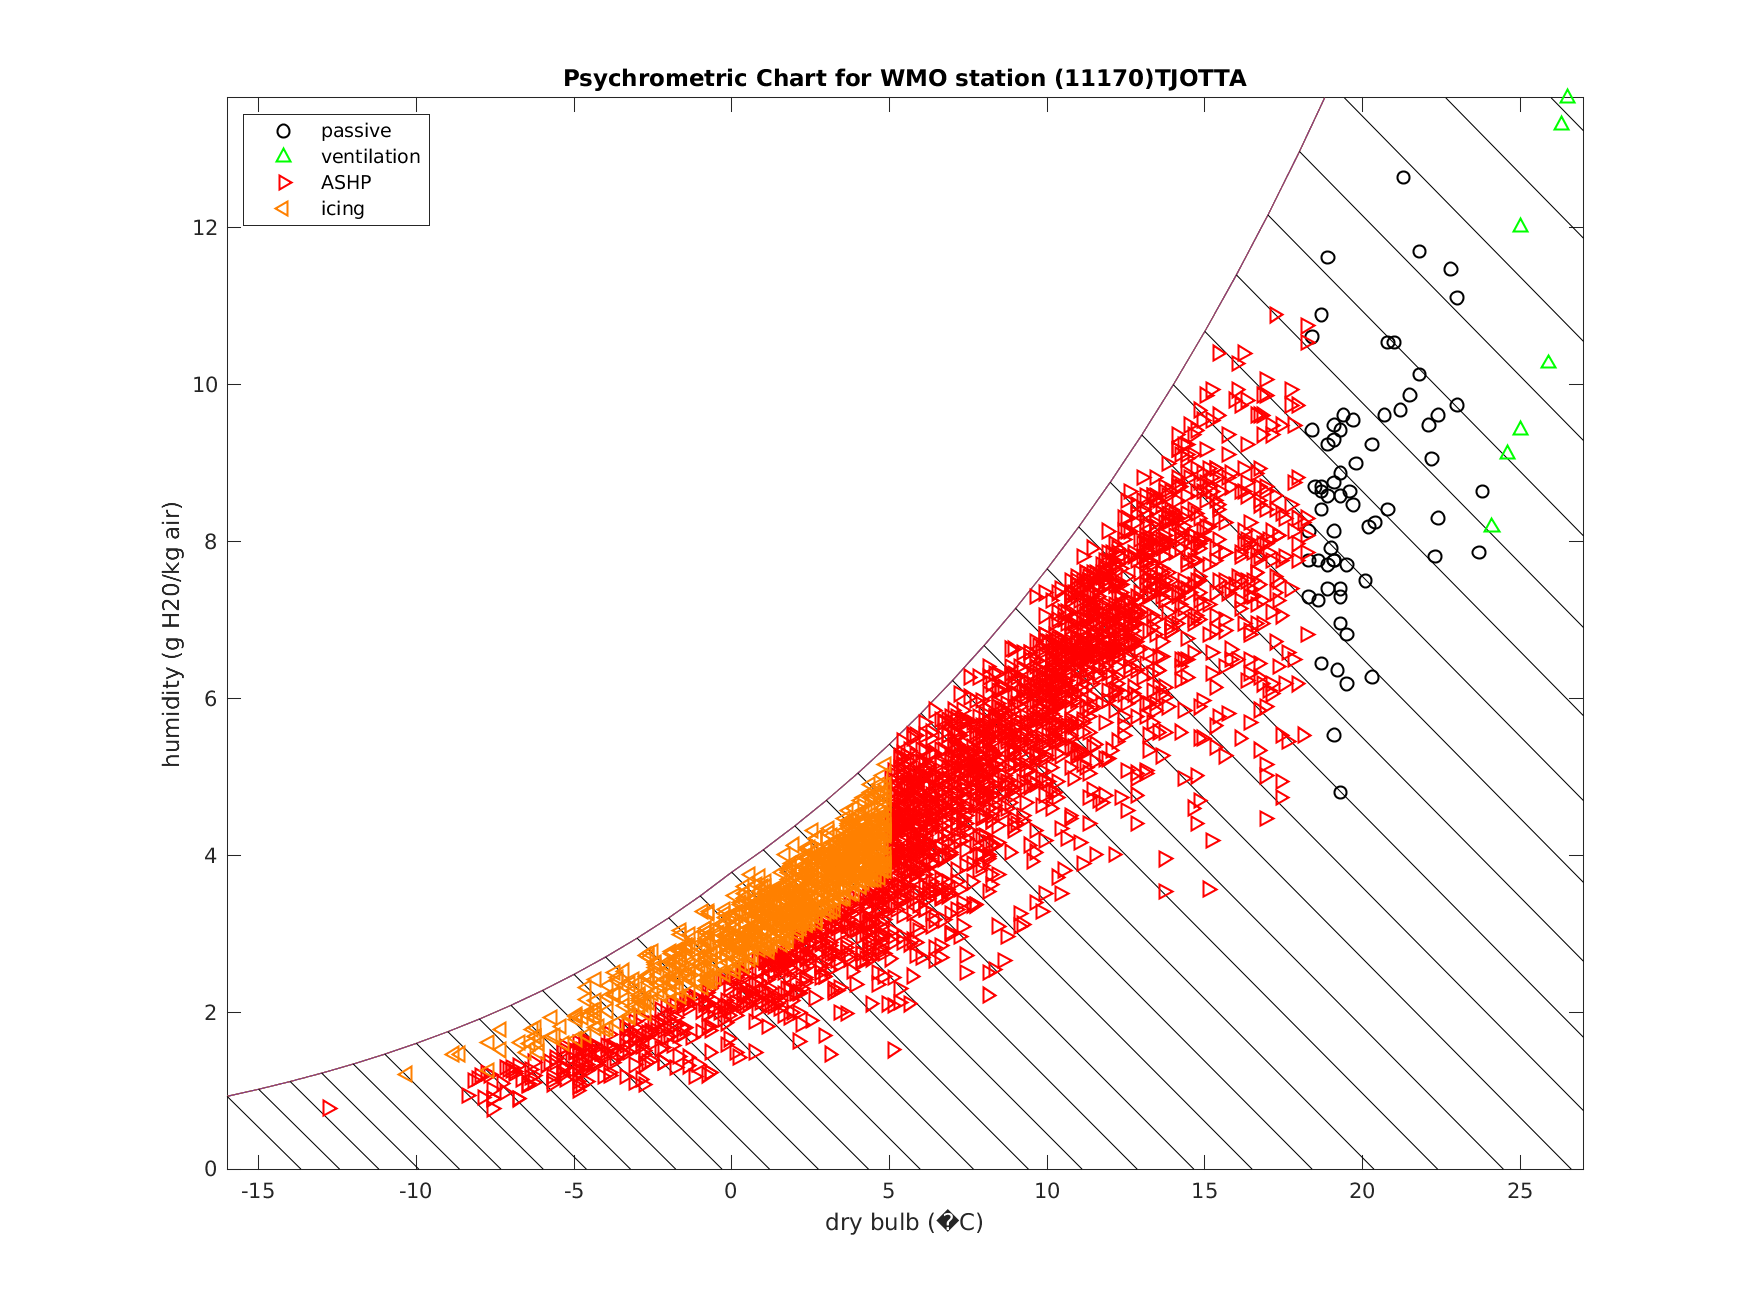 Psychrometric Chart for WMO station (11170)TJOTTA
passive
ventilation
ASHP
icing
humidity (g H20/kg air)
12
10
8
6
4
2
0
-15 -10 -5 0 5 10 15 20 25
dry bulb (�C)